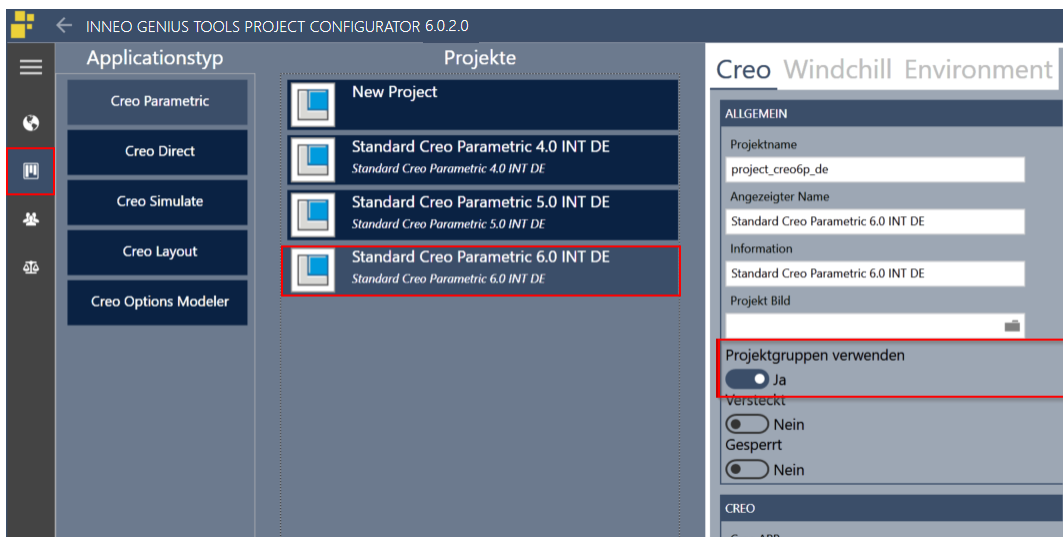 INNEO GENIUS TOOLS PROJECT CONFIGURATOR 6.0.2.0
Applicationstyp
Creo Parametric
Creo Direct
Creo Simulate
Creo Layout
Creo Options Modeler
Projekte
New Project
Standard Creo Parametric 4.0 INT DE
Standard Creo Parametric 4.0 INT DE
Standard Creo Parametric 5.0 INT DE
Standard Creo Parametric 5.0 INT DE
Standard Creo Parametric 6.0 INT DE
Standard Creo Parametric 6.0 INT DE
Creo Windchill Environment
ALLGEMEIN
Projektname
project_creo6p_de
Angezeigter Name
Standard Creo Parametric 6.0 INT DE
Information
Standard Creo Parametric 6.0 INT DE
Projekt Bild
Projektgruppen verwenden
Ja
Versteckt
Nein
Gesperrt
Nein
CREO